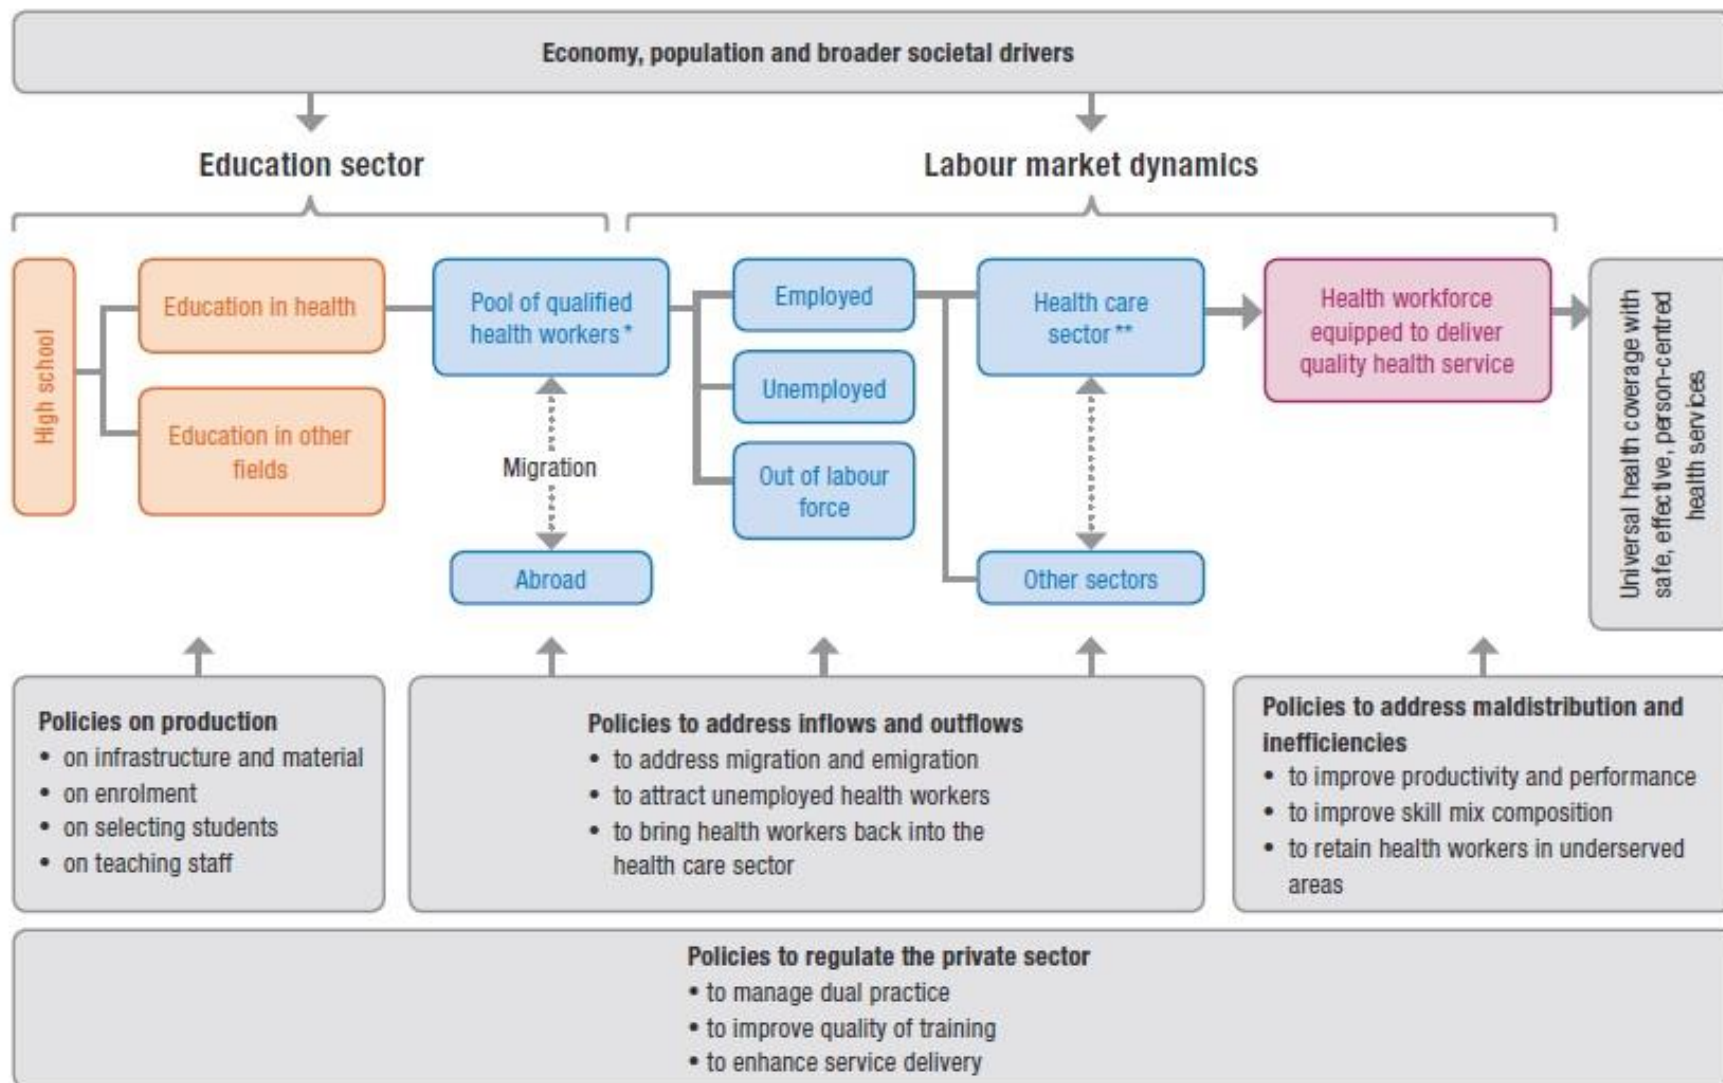 Economy, population and broader societal drivers
Education sector
Labour market dynamics
High school
Education in health
Education in other
fields
Pool of qualified
health workers *
Migration
Abroad
Employed
Unemployed
Out of labour
force
Health care
sector **
Other sectors
Health workforce
equipped to deliver
quality health service
Universal health coverage with
safe, effective, person-centred
health services
Policies on production
• on infrastructure and material
• on enrolment
• on selecting students
• on teaching staff
Policies to address inflows and outflows
• to address migration and emigration
• to attract unemployed health workers
• to bring health workers back into the
health care sector
Policies to address maldistribution and
inefficiencies
• to improve productivity and performance
• to improve skill mix composition
• to retain health workers in underserved
areas
Policies to regulate the private sector
• to manage dual practice
• to improve quality of training
• to enhance service delivery